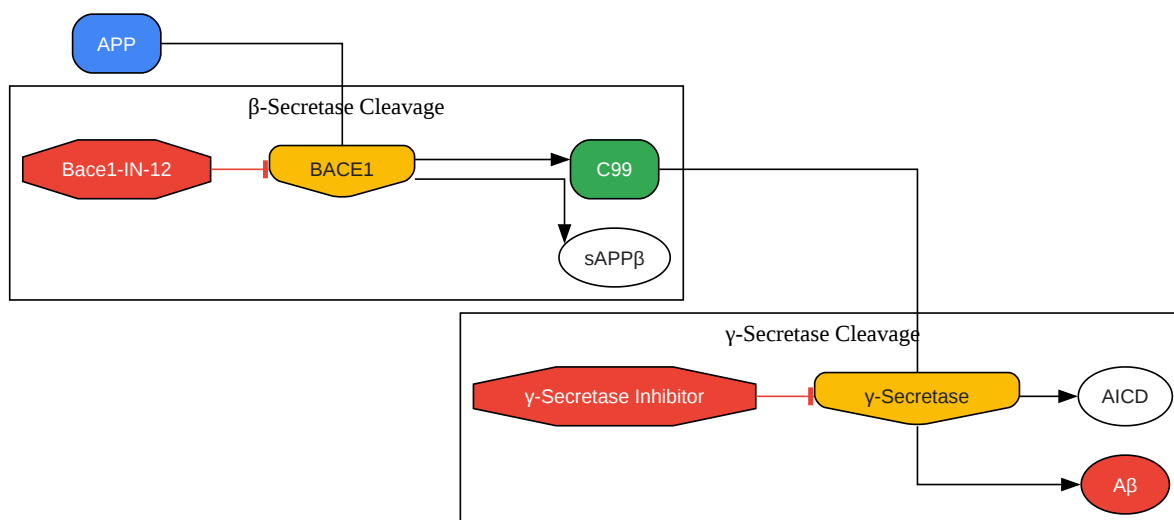 APP
β-Secretase Cleavage
Bace1-IN-12
BACE1
C99
sAPPβ
γ-Secretase Cleavage
γ-Secretase Inhibitor
γ-Secretase
AICD
Aβ